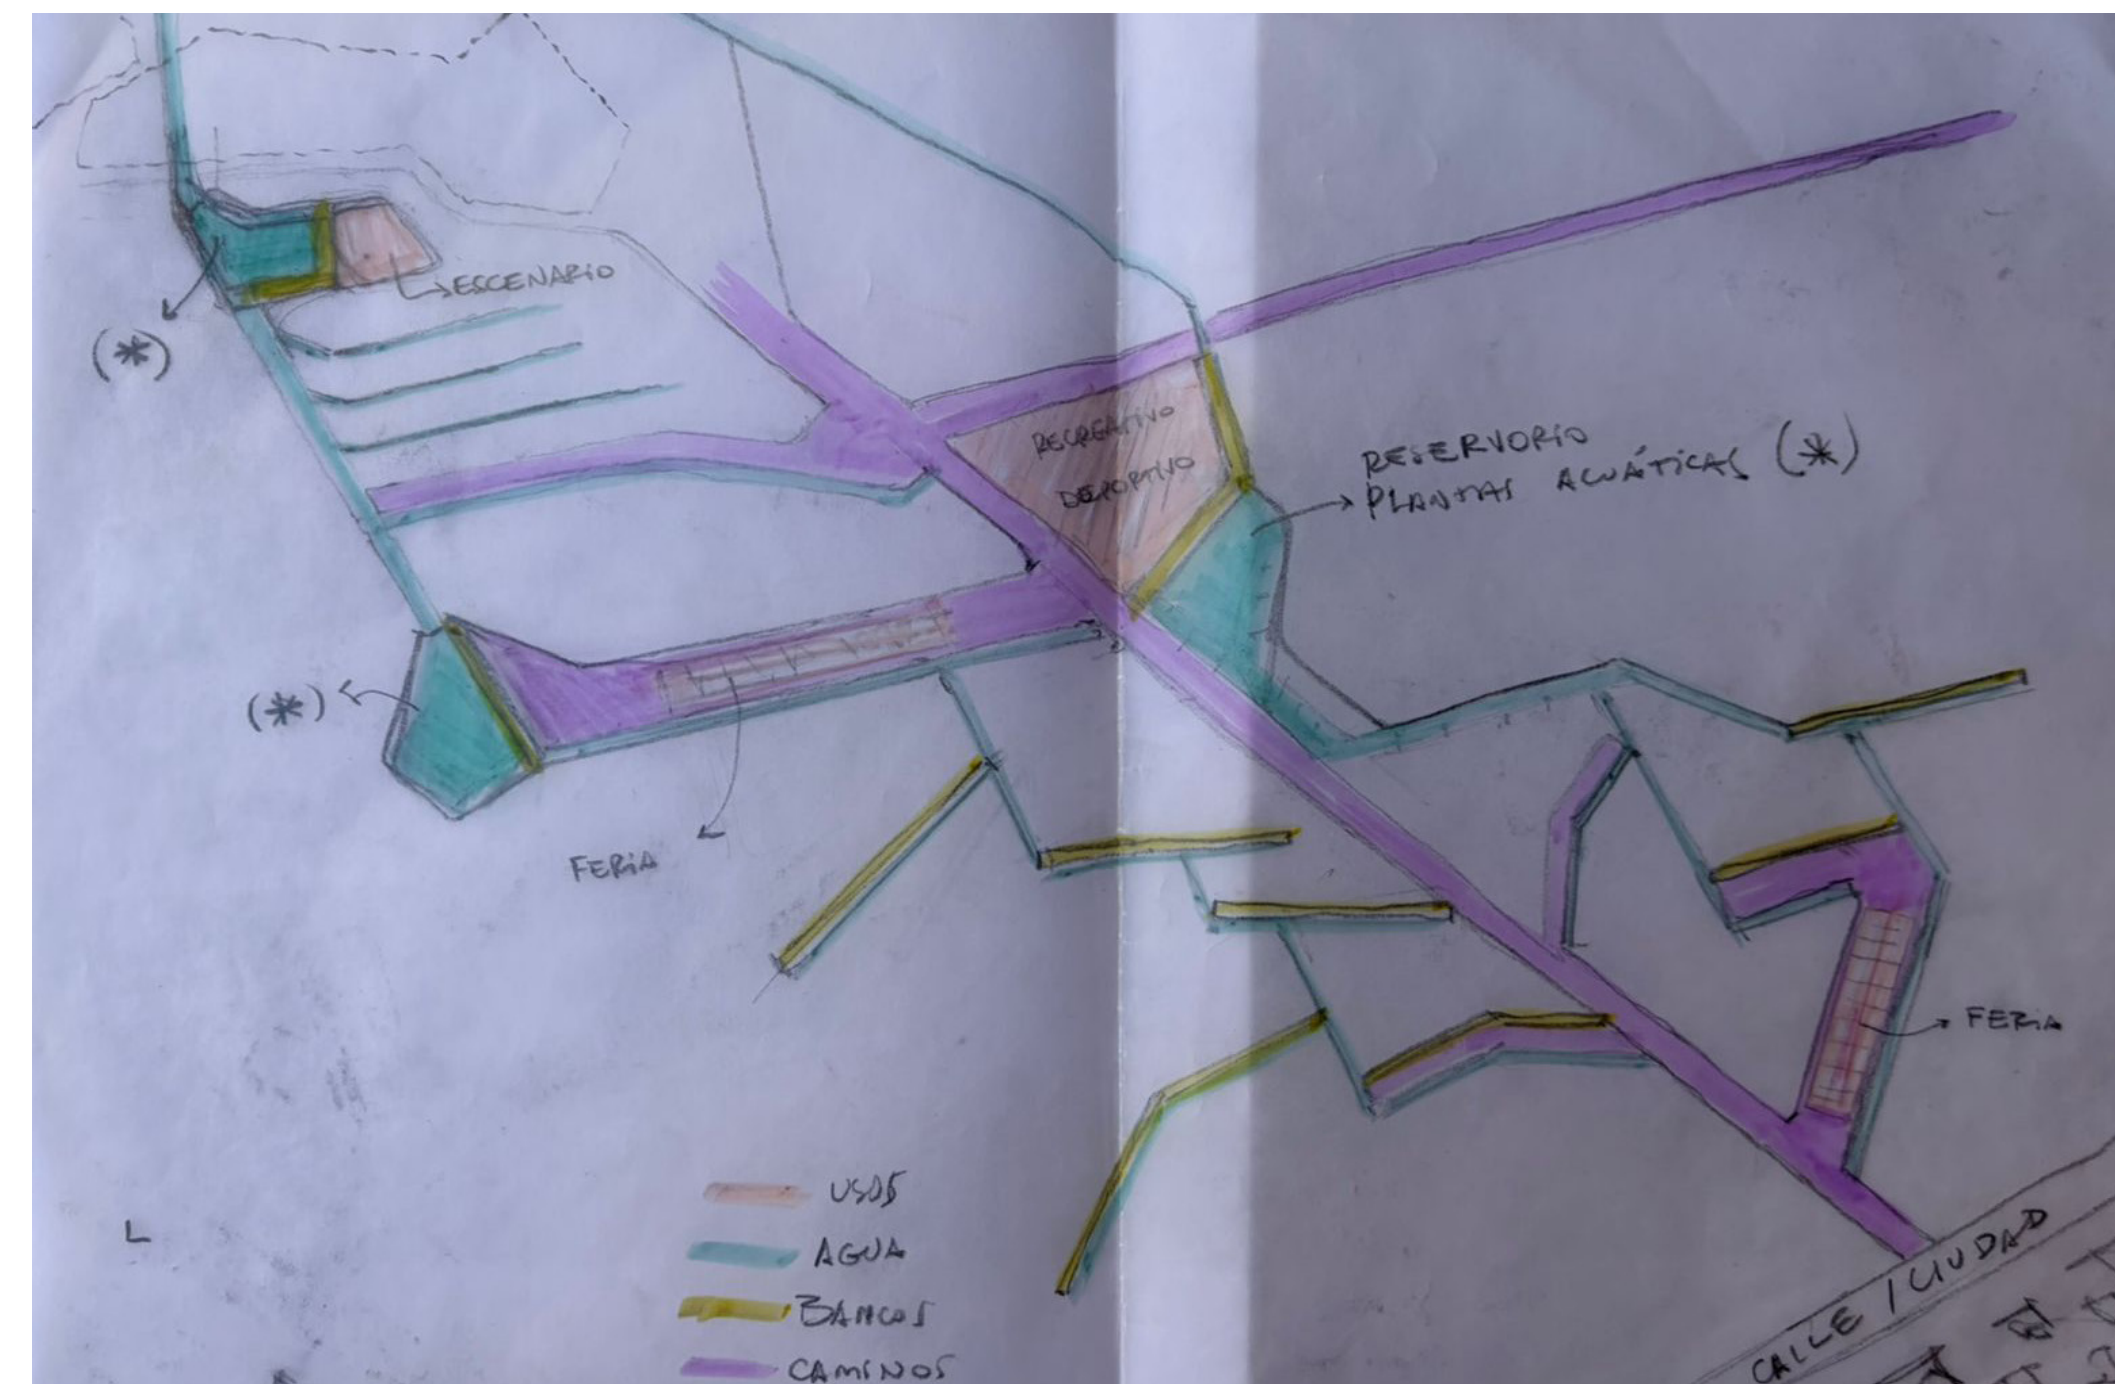 ESCENARIO
(*)
RECREATIVO
DEPORTIVO
RESERVORIO
PLANTAS ACUÁTICAS (*)
(*)
FERIA
FERIA
USOS
AGUA
BANCOS
CAMINOS
CALLE / CIUDAD